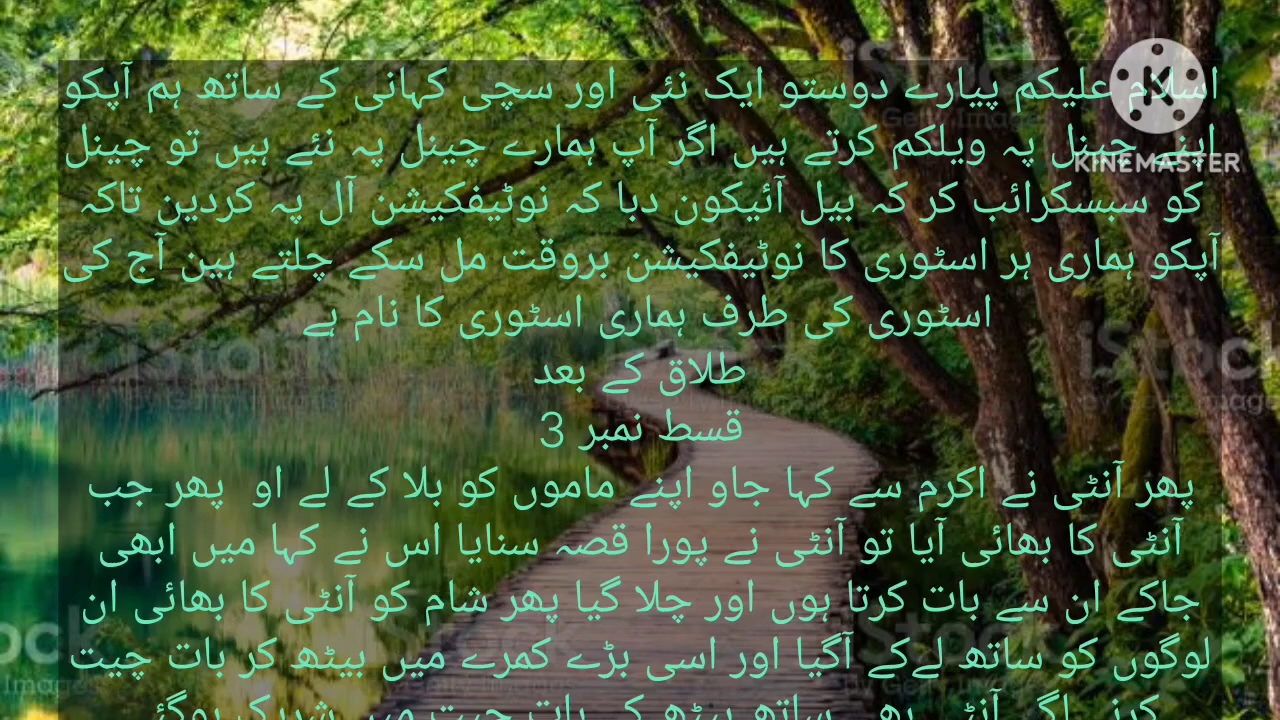 اسلام علیکم پیارے دوستو ایک نئی اور سچی کہانی کے ساتھ ہم آپکو
اپنے چینل پہ ویلکم کرتے ہیں اگر آپ ہمارے چینل پہ نئے ہیں تو چینل
KINEMASTER
کو سبسکرائب کر کہ بیل آئیکون دبا کہ نوٹیفکیشن آل پہ کردین تاکہ
آپکو ہماری ہر اسٹوری کا نوٹیفکیشن بروقت مل سکے چلتے ہین آج کی
اسٹوری کی طرف ہماری اسٹوری کا نام ہے
طلاق کے بعد
قسط نمبر 3
پھر آنٹی نے اکرم سے کہا جاو اپنے ماموں کو بلا کے لے او پھر جب
آنٹی کا بھائی آیا تو آنٹی نے پورا قصہ سنایا اس نے کہا میں ابھی
جاکے ان سے بات کرتا ہوں اور چلا گیا پھر شام کو آنٹی کا بھائی ان
لوگوں کو ساتھ لےکے آگیا اور اسی بڑے کمرے میں بیٹھ کر بات چیت
iStock